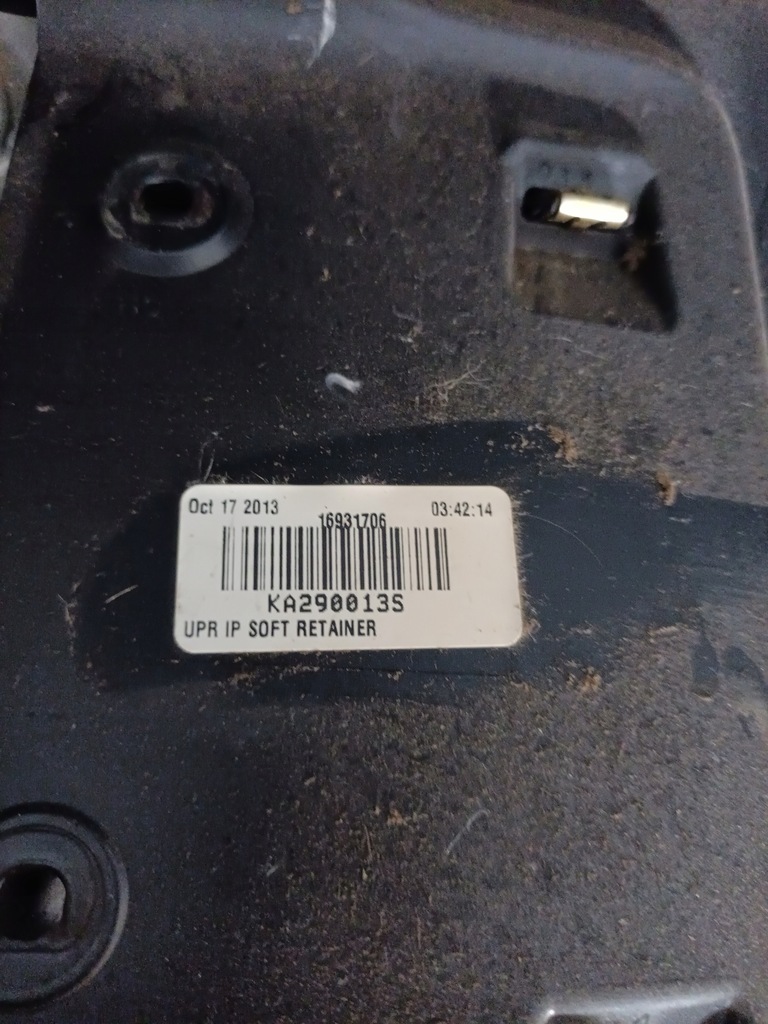 Oct 17 2013 03:42:14
16931706
KA290013S
UPR IP SOFT RETAINER